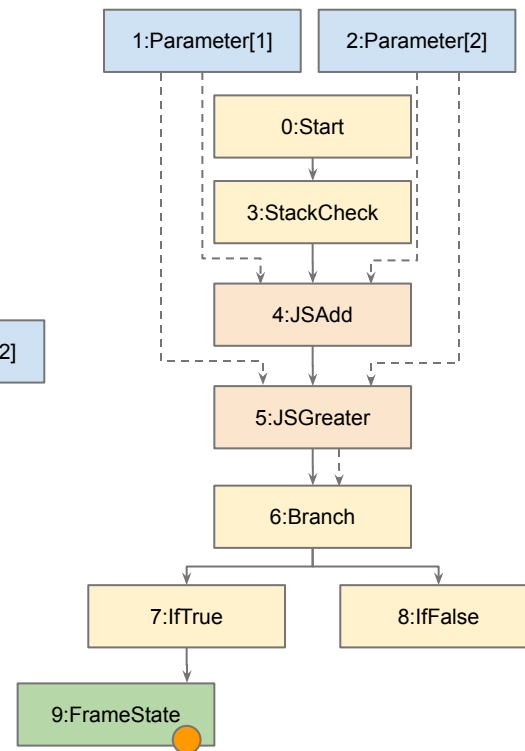 1:Parameter[1]
2:Parameter[2]
0:Start
3:StackCheck
4:JSAdd
2]
5:JSGreater
6:Branch
7:IfTrue
8:IfFalse
9:FrameState